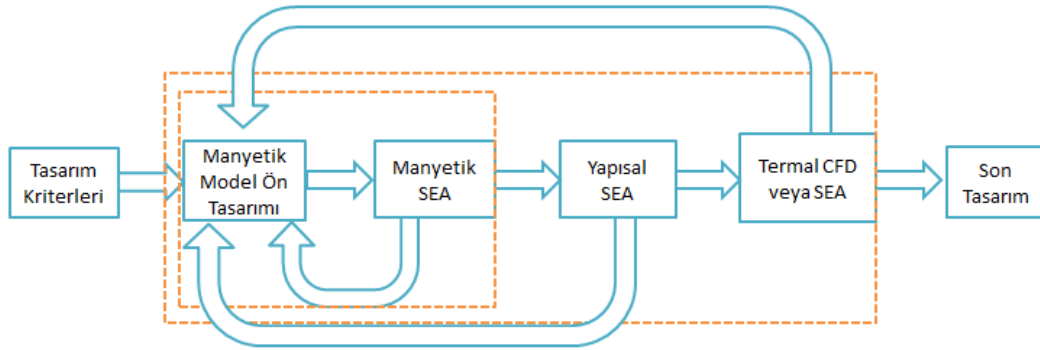 Tasarım
Kriterleri
Manyetik
Model Ön
Tasarımı
Manyetik
SEA
Yapısal
SEA
Termal CFD
veya SEA
Son
Tasarım